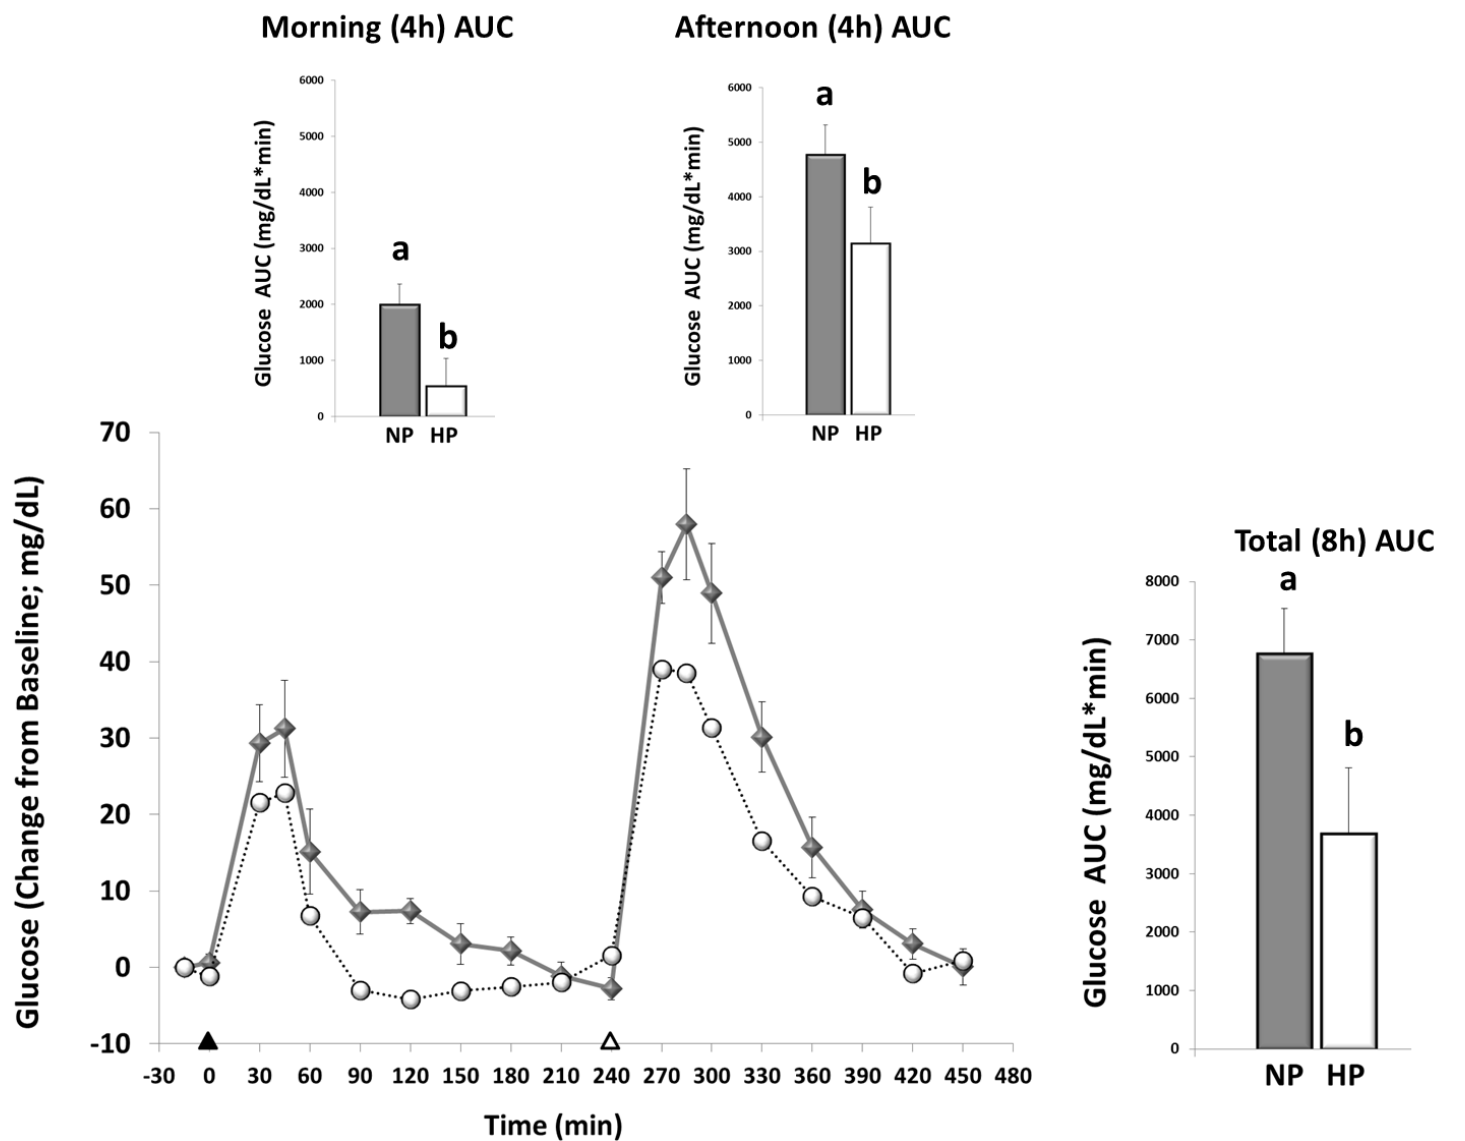 Morning (4h) AUC
Afternoon (4h) AUC
Glucose AUC (mg/dL*min)
6000
5000
4000
3000
2000
1000
0
a
b
NP HP
Glucose AUC (mg/dL*min)
6000
5000
4000
3000
2000
1000
0
a
b
NP HP
Glucose (Change from Baseline; mg/dL)
70
60
50
40
30
20
10
0
-10
-30 0 30 60 90 120 150 180 210 240 270 300 330 360 390 420 450 480
Time (min)
Total (8h) AUC
Glucose AUC (mg/dL*min)
8000
7000
6000
5000
4000
3000
2000
1000
0
a
b
NP HP